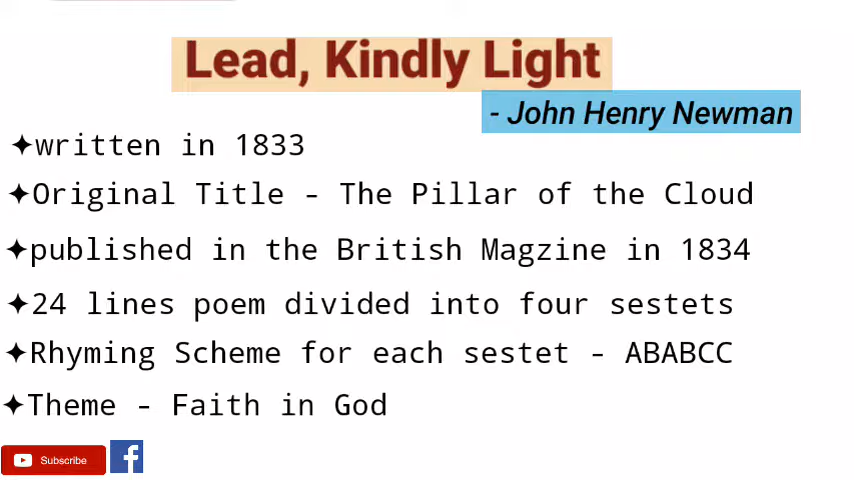 Lead, Kindly Light
- John Henry Newman
✦written in 1833
✦Original Title - The Pillar of the Cloud
✦published in the British Magzine in 1834
✦24 lines poem divided into four sestets
✦Rhyming Scheme for each sestet - ABABCC
✦Theme - Faith in God
Subscribe